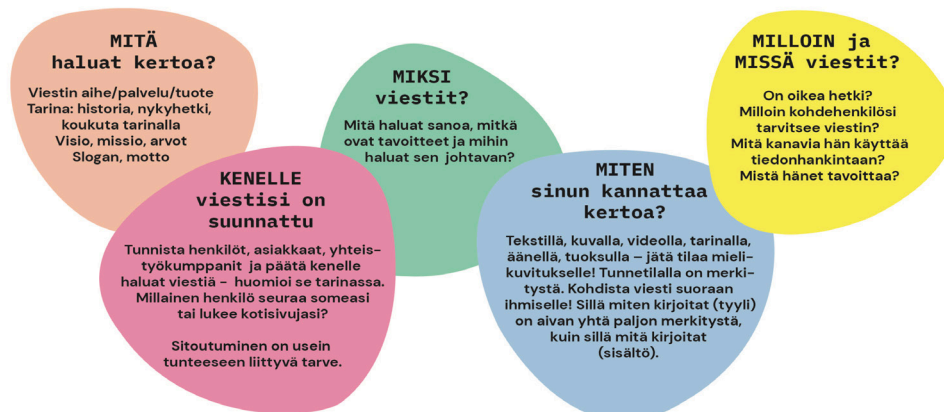 MITÄ
haluat kertoa?
Viestin aihe/palvelu/tuote
Tarina: historia, nykyhetki,
koukuta tarinalla
Visio, missio, arvot
Slogan, motto
KENELLE
viestisi on
suunnattu
Tunnista henkilöt, asiakkaat, yhteis-
työkumppanit ja päätä kenelle
haluat viestiä – huomioi se tarinassa.
Millainen henkilö seuraa someasi
tai lukee kotisivujasi?
Sitoutuminen on usein
tunteeseen liittyvä tarve.
MIKSI
viestit?
Mitä haluat sanoa, mitkä
ovat tavoitteet ja mihin
haluat sen johtavan?
MITEN
sinun kannattaa
kertoa?
Tekstillä, kuvalla, videolla, tarinalla,
äänellä, tuoksulla – jätä tilaa mieli-
kuvitukselle! Tunnetilalla on merki-
tystä. Kohdista viesti suoraan
ihmiselle! Sillä miten kirjoitat (tyyli)
on aivan yhtä paljon merkitystä,
kuin sillä mitä kirjoitat
(sisältö).
MILLOIN ja
MISSÄ viestit?
On oikea hetki?
Milloin kohdehenkilösi
tarvitsee viestin?
Mitä kanavia hän käyttää
tiedonhankintaan?
Mistä hänet tavoittaa?